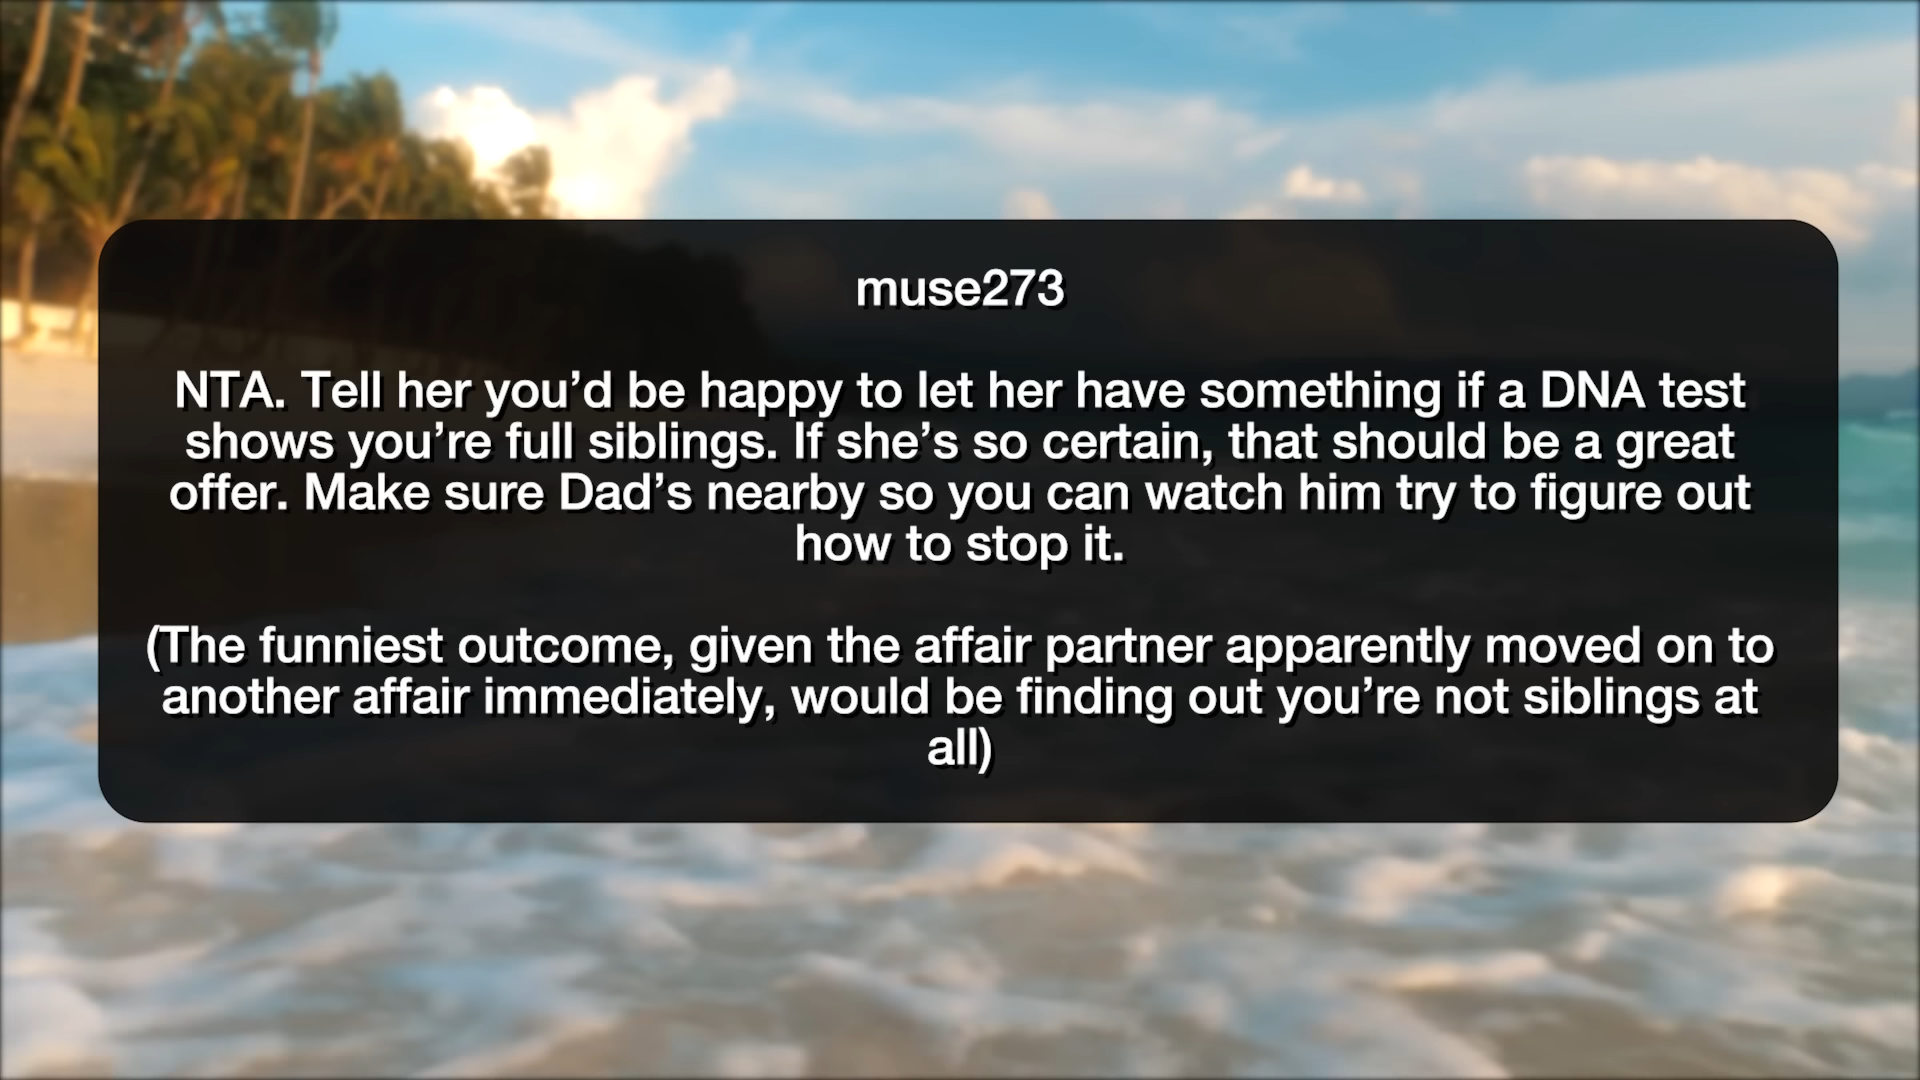 muse273
NTA. Tell her you’d be happy to let her have something if a DNA test
shows you’re full siblings. If she’s so certain, that should be a great
offer. Make sure Dad’s nearby so you can watch him try to figure out
how to stop it.
(The funniest outcome, given the affair partner apparently moved on to
another affair immediately, would be finding out you’re not siblings at
all)